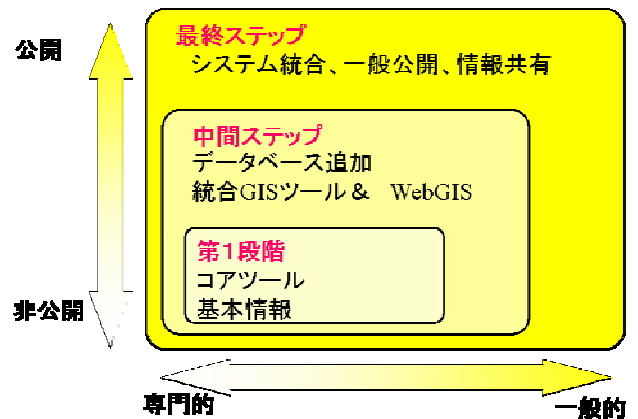 公開
最終ステップ
システム統合、一般公開、情報共有
中間ステップ
データベース追加
統合GISツール＆　WebGIS
第１段階
コアツール
基本情報
非公開
専門的
一般的